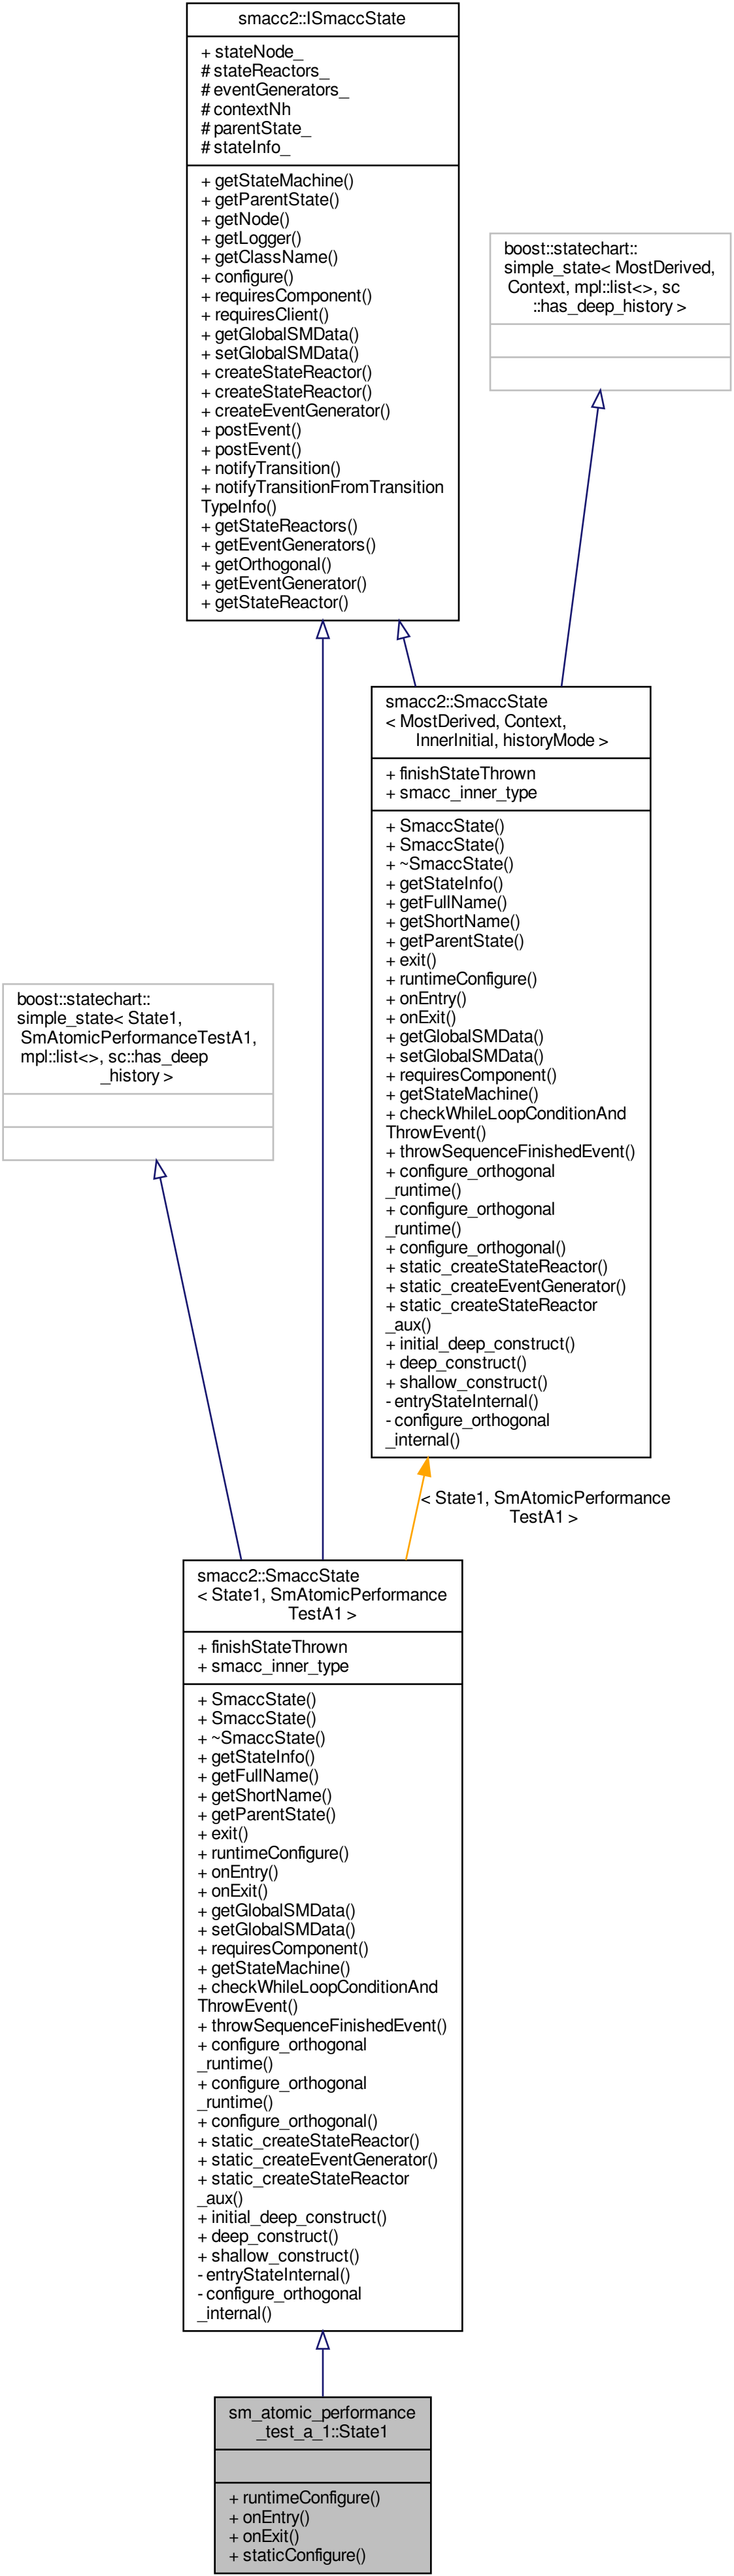 smacc2::ISmaccState
+ stateNode_
# stateReactors_
# eventGenerators_
# contextNh
# parentState_
# stateInfo_
+ getStateMachine()
+ getParentState()
+ getNode()
+ getLogger()
+ getClassName()
+ configure()
+ requiresComponent()
+ requiresClient()
+ getGlobalSMData()
+ setGlobalSMData()
+ createStateReactor()
+ createStateReactor()
+ createEventGenerator()
+ postEvent()
+ postEvent()
+ notifyTransition()
+ notifyTransitionFromTransition
TypeInfo()
+ getStateReactors()
+ getEventGenerators()
+ getOrthogonal()
+ getEventGenerator()
+ getStateReactor()
boost::statechart::
simple_state< MostDerived,
Context, mpl::list<>, sc
::has_deep_history >
smacc2::SmaccState
< MostDerived, Context,
InnerInitial, historyMode >
+ finishStateThrown
+ smacc_inner_type
+ SmaccState()
+ SmaccState()
+ ~SmaccState()
+ getStateInfo()
+ getFullName()
+ getShortName()
+ getParentState()
+ exit()
+ runtimeConfigure()
+ onEntry()
+ onExit()
+ getGlobalSMData()
+ setGlobalSMData()
+ requiresComponent()
+ getStateMachine()
+ checkWhileLoopConditionAnd
ThrowEvent()
+ throwSequenceFinishedEvent()
+ configure_orthogonal
_runtime()
+ configure_orthogonal
_runtime()
+ configure_orthogonal()
+ static_createStateReactor()
+ static_createEventGenerator()
+ static_createStateReactor
_aux()
+ initial_deep_construct()
+ deep_construct()
+ shallow_construct()
- entryStateInternal()
- configure_orthogonal
_internal()
boost::statechart::
simple_state< State1,
SmAtomicPerformanceTestA1,
mpl::list<>, sc::has_deep
_history >
< State1, SmAtomicPerformance
TestA1 >
smacc2::SmaccState
< State1, SmAtomicPerformance
TestA1 >
+ finishStateThrown
+ smacc_inner_type
+ SmaccState()
+ SmaccState()
+ ~SmaccState()
+ getStateInfo()
+ getFullName()
+ getShortName()
+ getParentState()
+ exit()
+ runtimeConfigure()
+ onEntry()
+ onExit()
+ getGlobalSMData()
+ setGlobalSMData()
+ requiresComponent()
+ getStateMachine()
+ checkWhileLoopConditionAnd
ThrowEvent()
+ throwSequenceFinishedEvent()
+ configure_orthogonal
_runtime()
+ configure_orthogonal
_runtime()
+ configure_orthogonal()
+ static_createStateReactor()
+ static_createEventGenerator()
+ static_createStateReactor
_aux()
+ initial_deep_construct()
+ deep_construct()
+ shallow_construct()
- entryStateInternal()
- configure_orthogonal
_internal()
sm_atomic_performance
_test_a_1::State1
+ runtimeConfigure()
+ onEntry()
+ onExit()
+ staticConfigure()